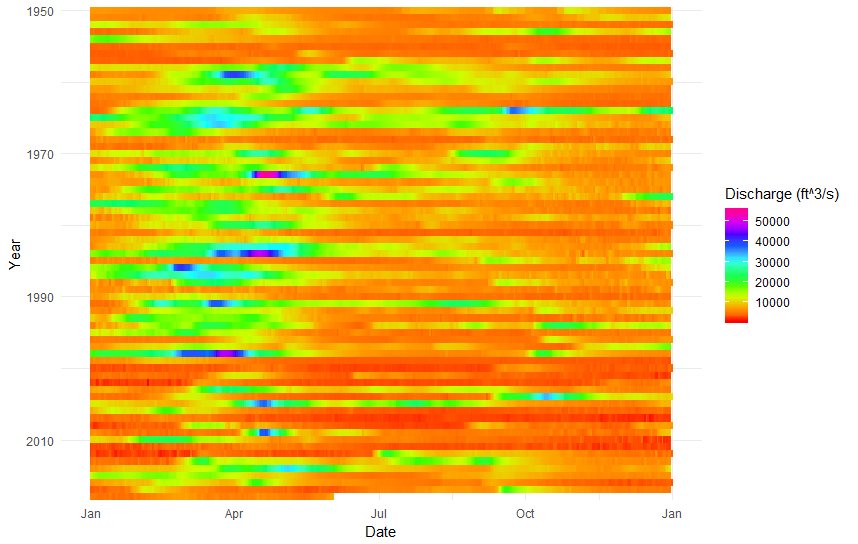 1950
1970
1990
2010
Year
Jan
Apr
Jul
Oct
Jan
Date
Discharge (ft^3/s)
50000
40000
30000
20000
10000